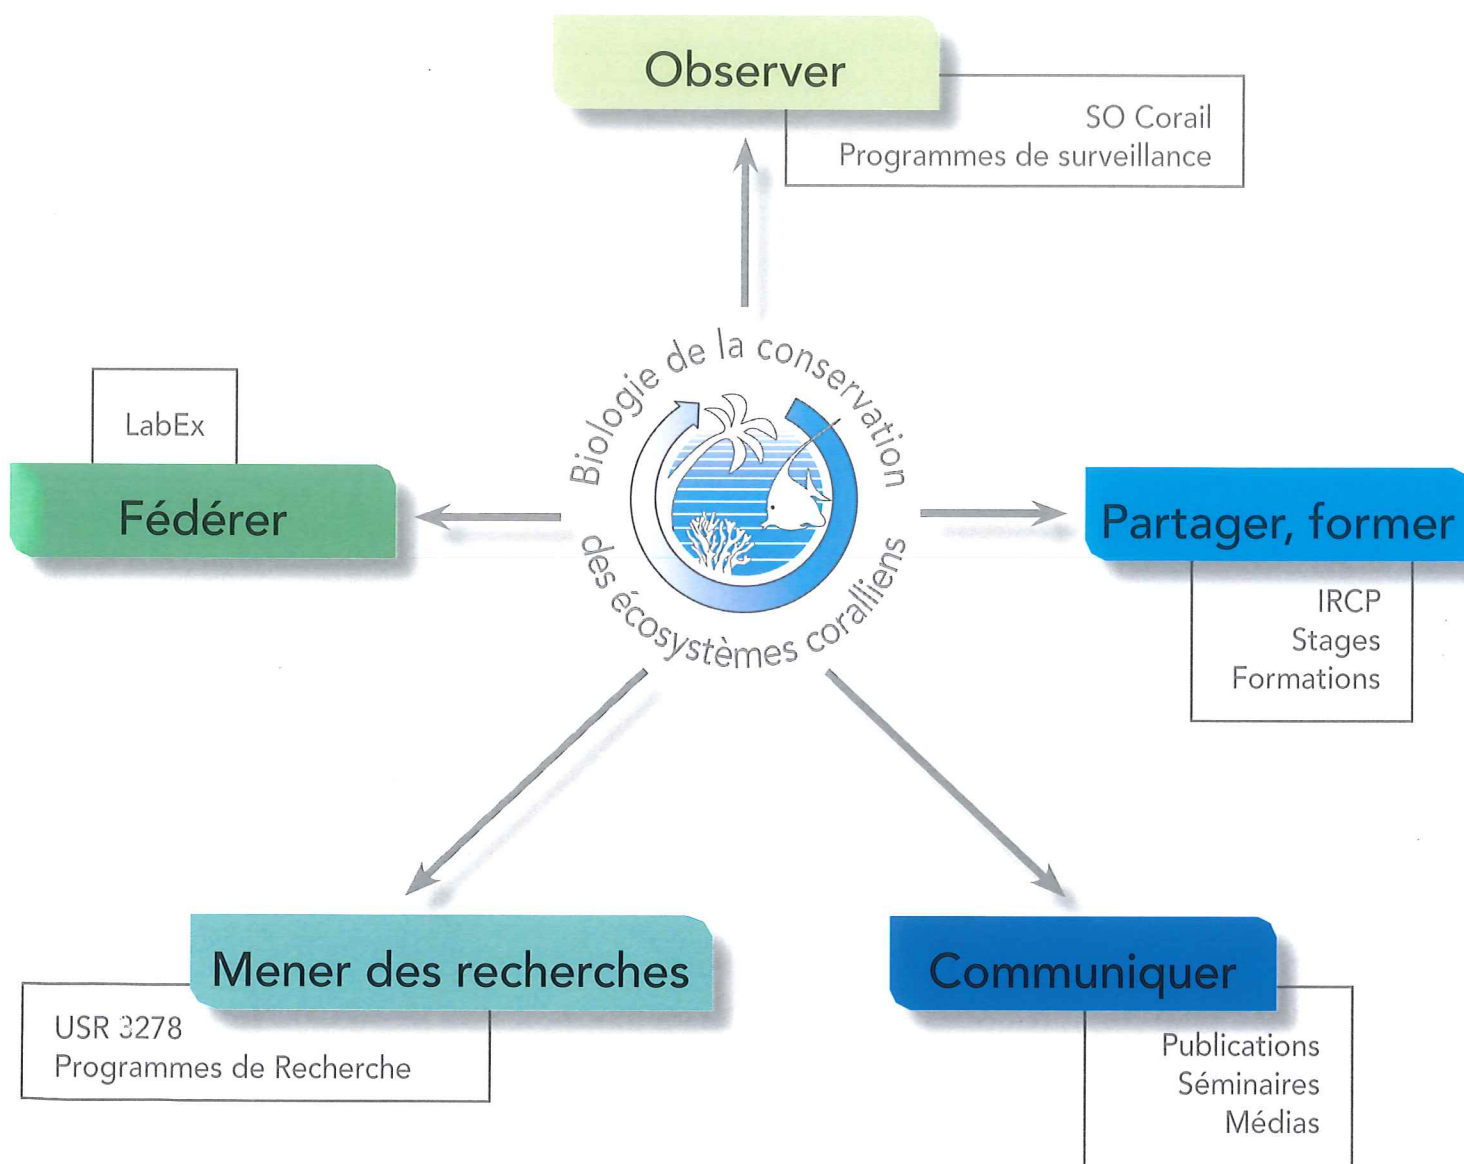 Observer
SO Corail
Programmes de surveillance
Biologie de la conservation
des écosystèmes coralliens
LabEx
Fédérer
Partager, former
IRCP
Stages
Formations
Mener des recherches
USR 3278
Programmes de Recherche
Communiquer
Publications
Séminaires
Médias